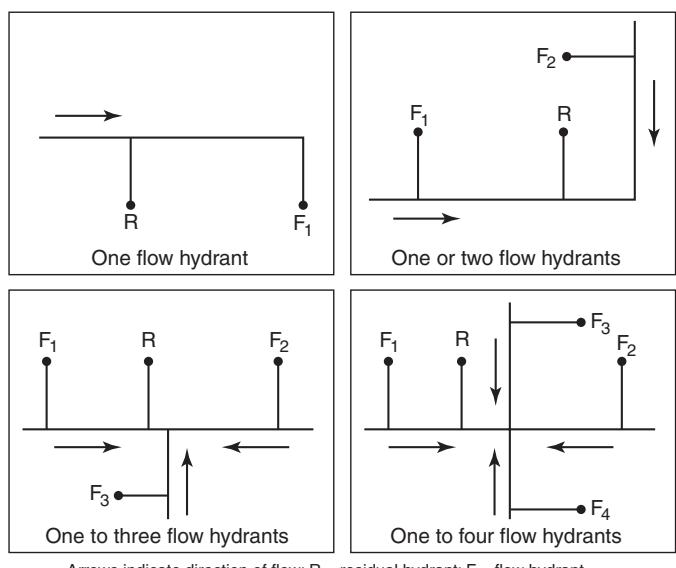 R
F₁
One flow hydrant
F₂
F₁
R
One or two flow hydrants
F₁
R
F₂
F₃
One to three flow hydrants
F₃
F₁
R
F₂
F₄
One to four flow hydrants
Arrows indicate direction of flow: R – residual hydrant; F – flow hydrant